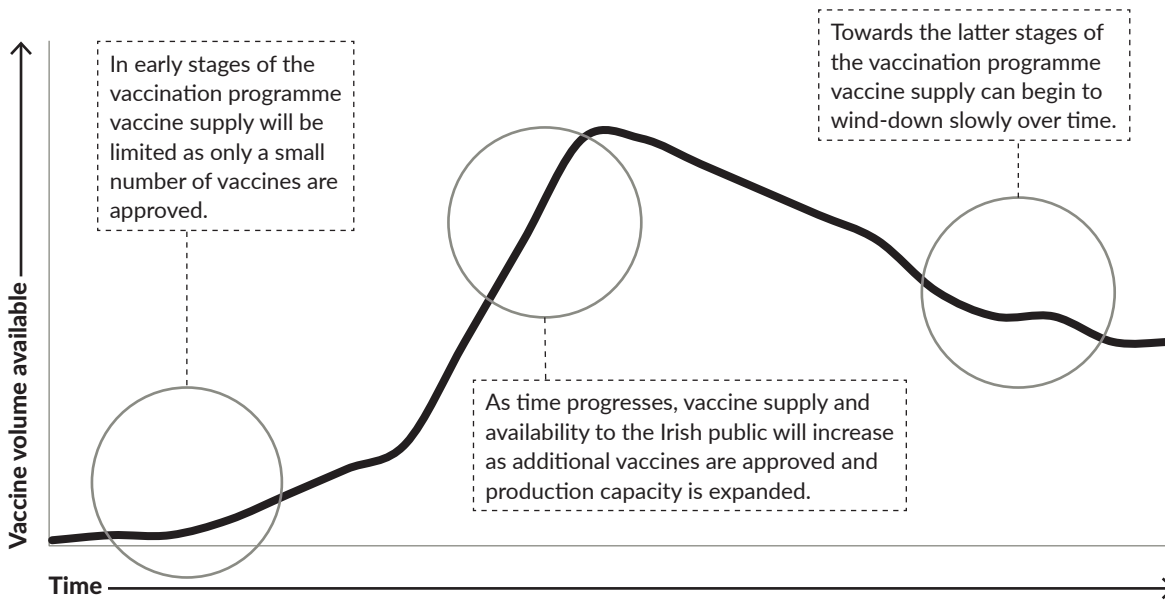 In early stages of the
vaccination programme
vaccine supply will be
limited as only a small
number of vaccines are
approved.
Towards the latter stages of
the vaccination programme
vaccine supply can begin to
wind-down slowly over time.
As time progresses, vaccine supply and
availability to the Irish public will increase
as additional vaccines are approved and
production capacity is expanded.
Vaccine volume available
Time